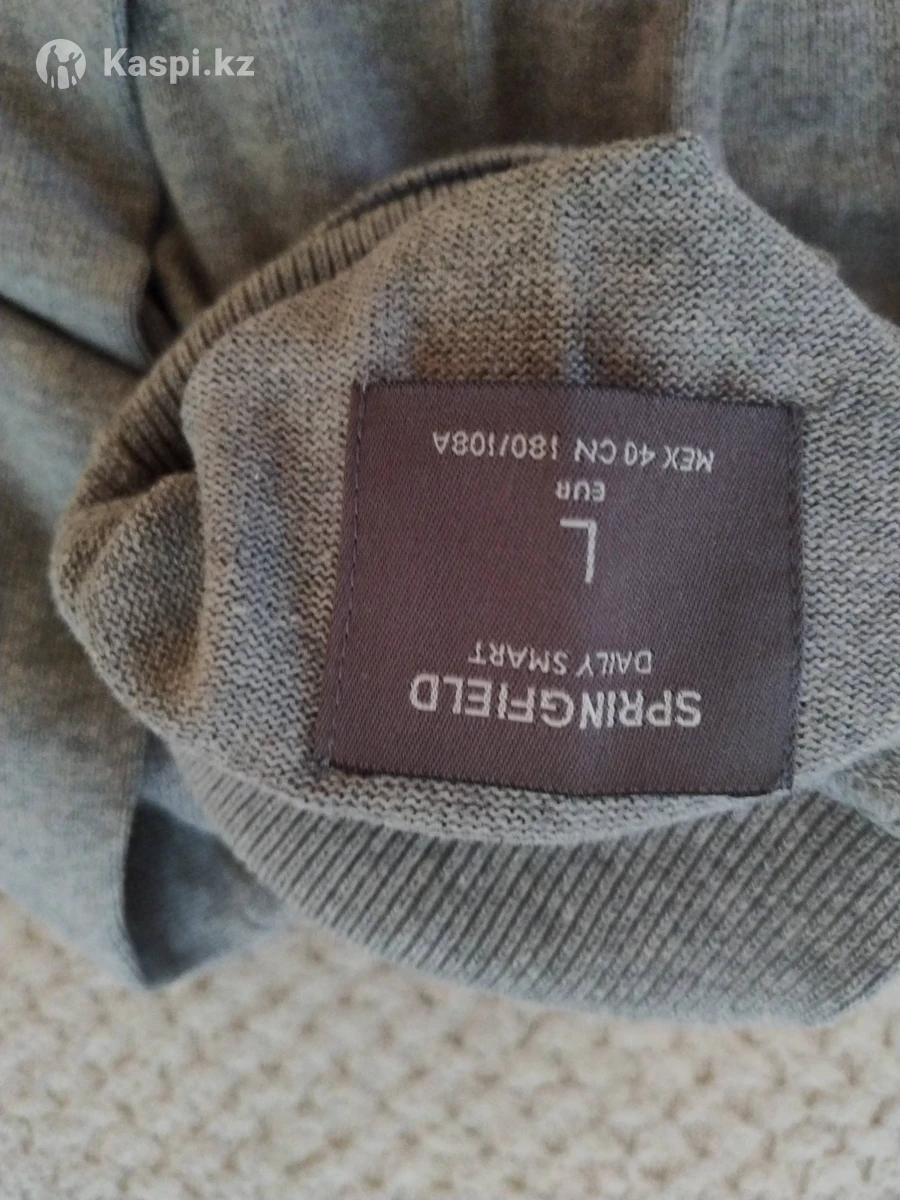 Kaspi.kz
SPRINGFIELD
DAILY SMART
L
EUR
MEX 40 CN 180/108A